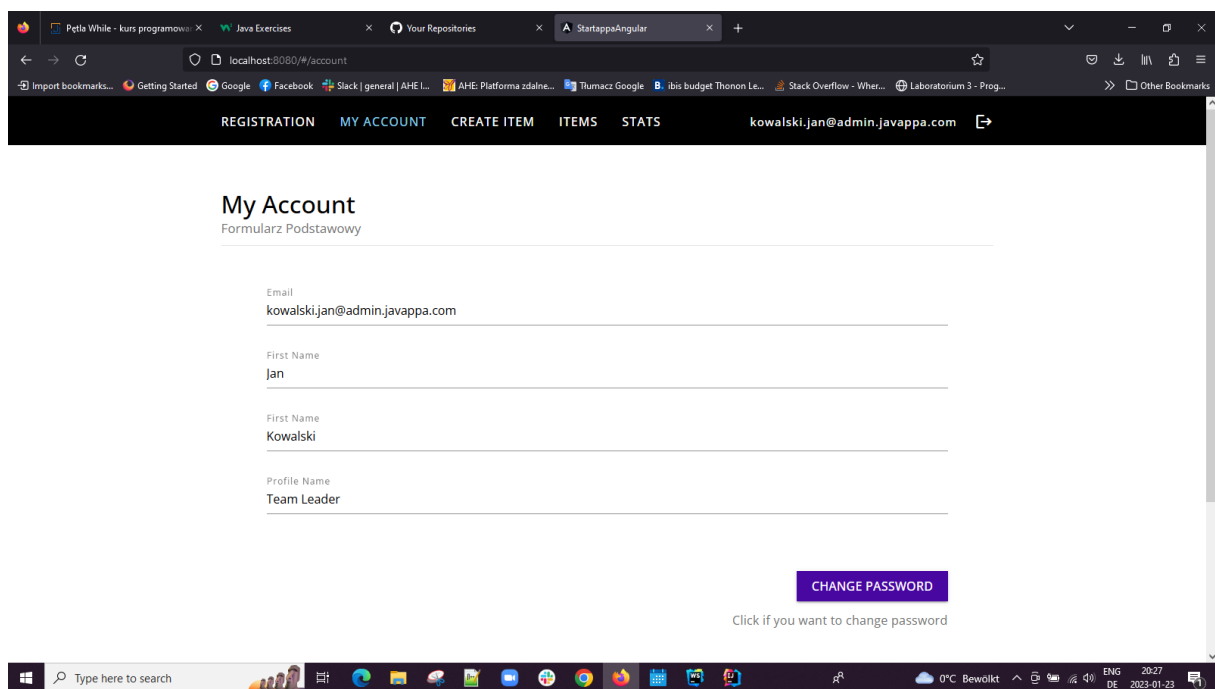 Pętla While - kurs programowan
Java Exercises
Your Repositories
StartappaAngular
localhost:8080/#/account
Import bookmarks...
Getting Started
Google
Facebook
Slack | general | AHE l...
AHE: Platforma zdalne...
Tłumacz Google
ibis budget Thonon Le...
Stack Overflow - Wher...
Laboratorium 3 - Prog...
Other Bookmarks
REGISTRATION MY ACCOUNT CREATE ITEM ITEMS STATS kowalski.jan@admin.javappa.com
My Account
Formularz Podstawowy
Email
kowalski.jan@admin.javappa.com
First Name
Jan
First Name
Kowalski
Profile Name
Team Leader
CHANGE PASSWORD
Click if you want to change password
Type here to search
0°C Bewölkt
ENG
DE
20:27
2023-01-23